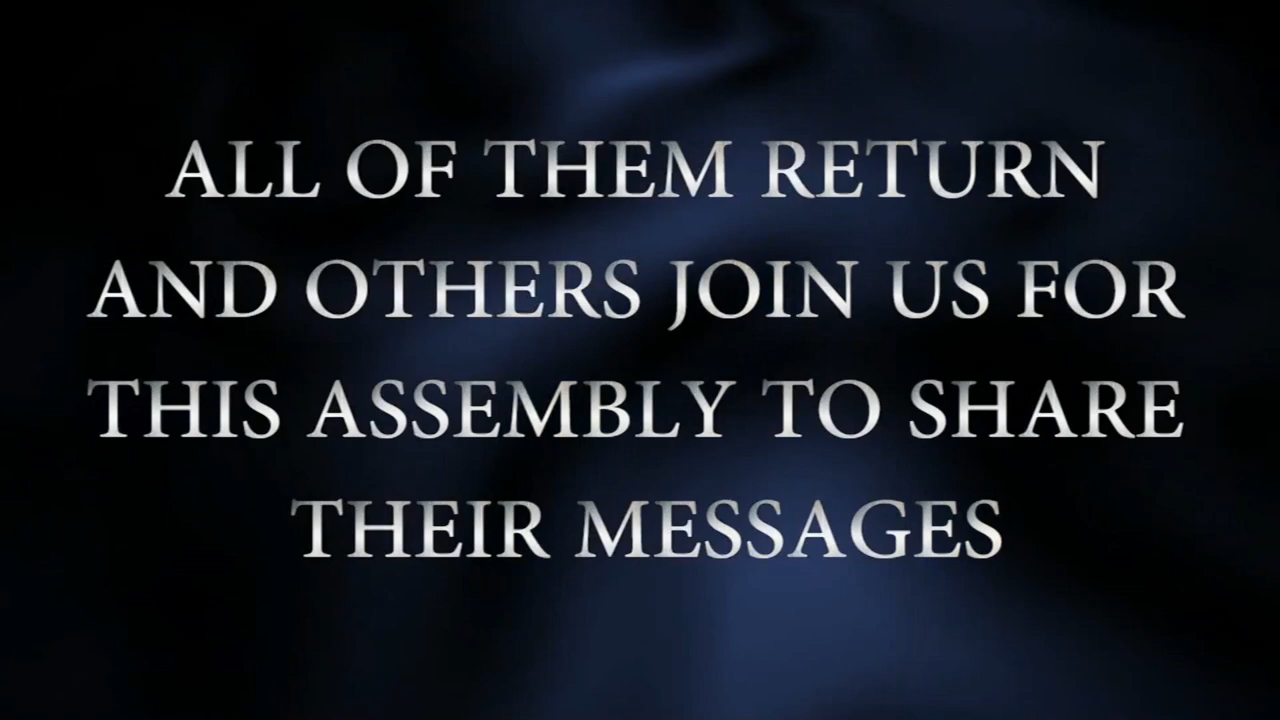 ALL OF THEM RETURN
AND OTHERS JOIN US FOR
THIS ASSEMBLY TO SHARE
THEIR MESSAGES